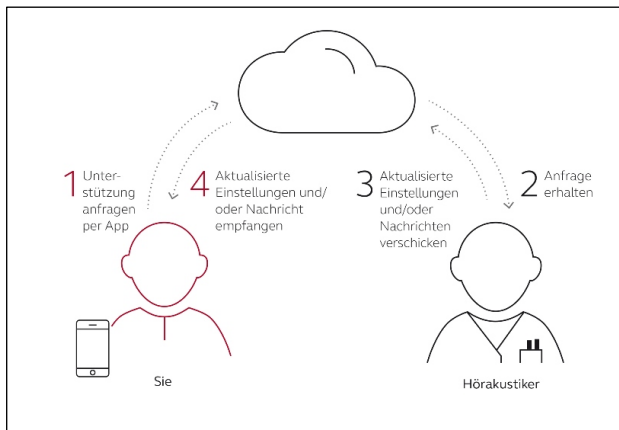 1 Unter-
stützung
anfragen
per App
4 Aktualisierte
Einstellungen und/
oder Nachricht
empfangen
3 Aktualisierte
Einstellungen
und/oder
Nachrichten
verschicken
2 Anfrage
erhalten
Sie
Hörakustiker